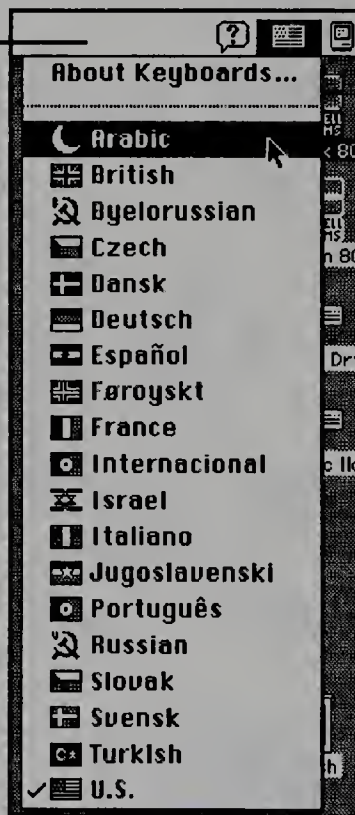 About Keyboards...
Arabic
British
Byelorussian
Czech
Dansk
Deutsch
Español
Føroyskt
France
Internacional
Israel
Italiano
Jugoslavenski
Português
Russian
Slovak
Svensk
Turkish
U.S.